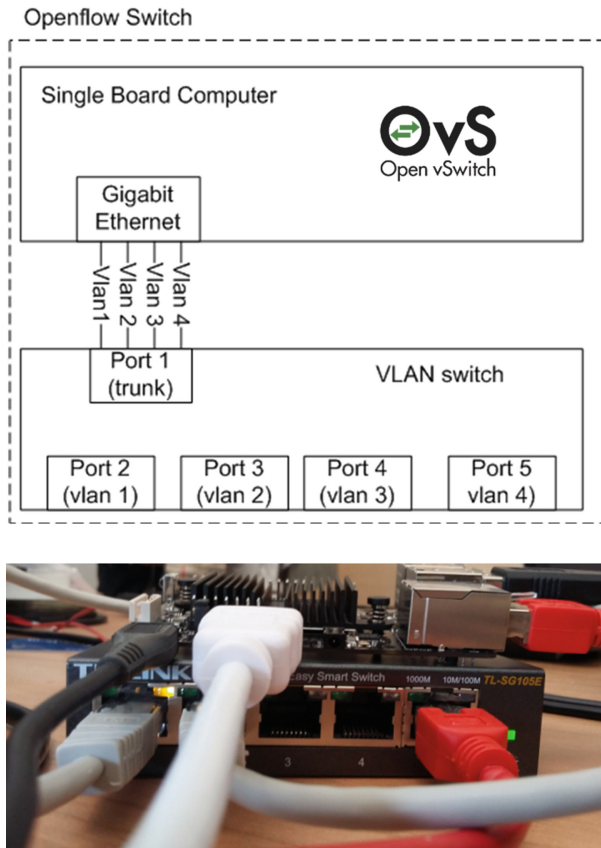 Openflow Switch
Single Board Computer
OvS
Open vSwitch
Gigabit
Ethernet
Vlan1
Vlan 2
Vlan 3
Vlan 4
Port 1
(trunk)
VLAN switch
Port 2
(vlan 1)
Port 3
(vlan 2)
Port 4
(vlan 3)
Port 5
vlan 4)
Easy Smart Switch 1000M 10M/100M TL-SG105E
3 4